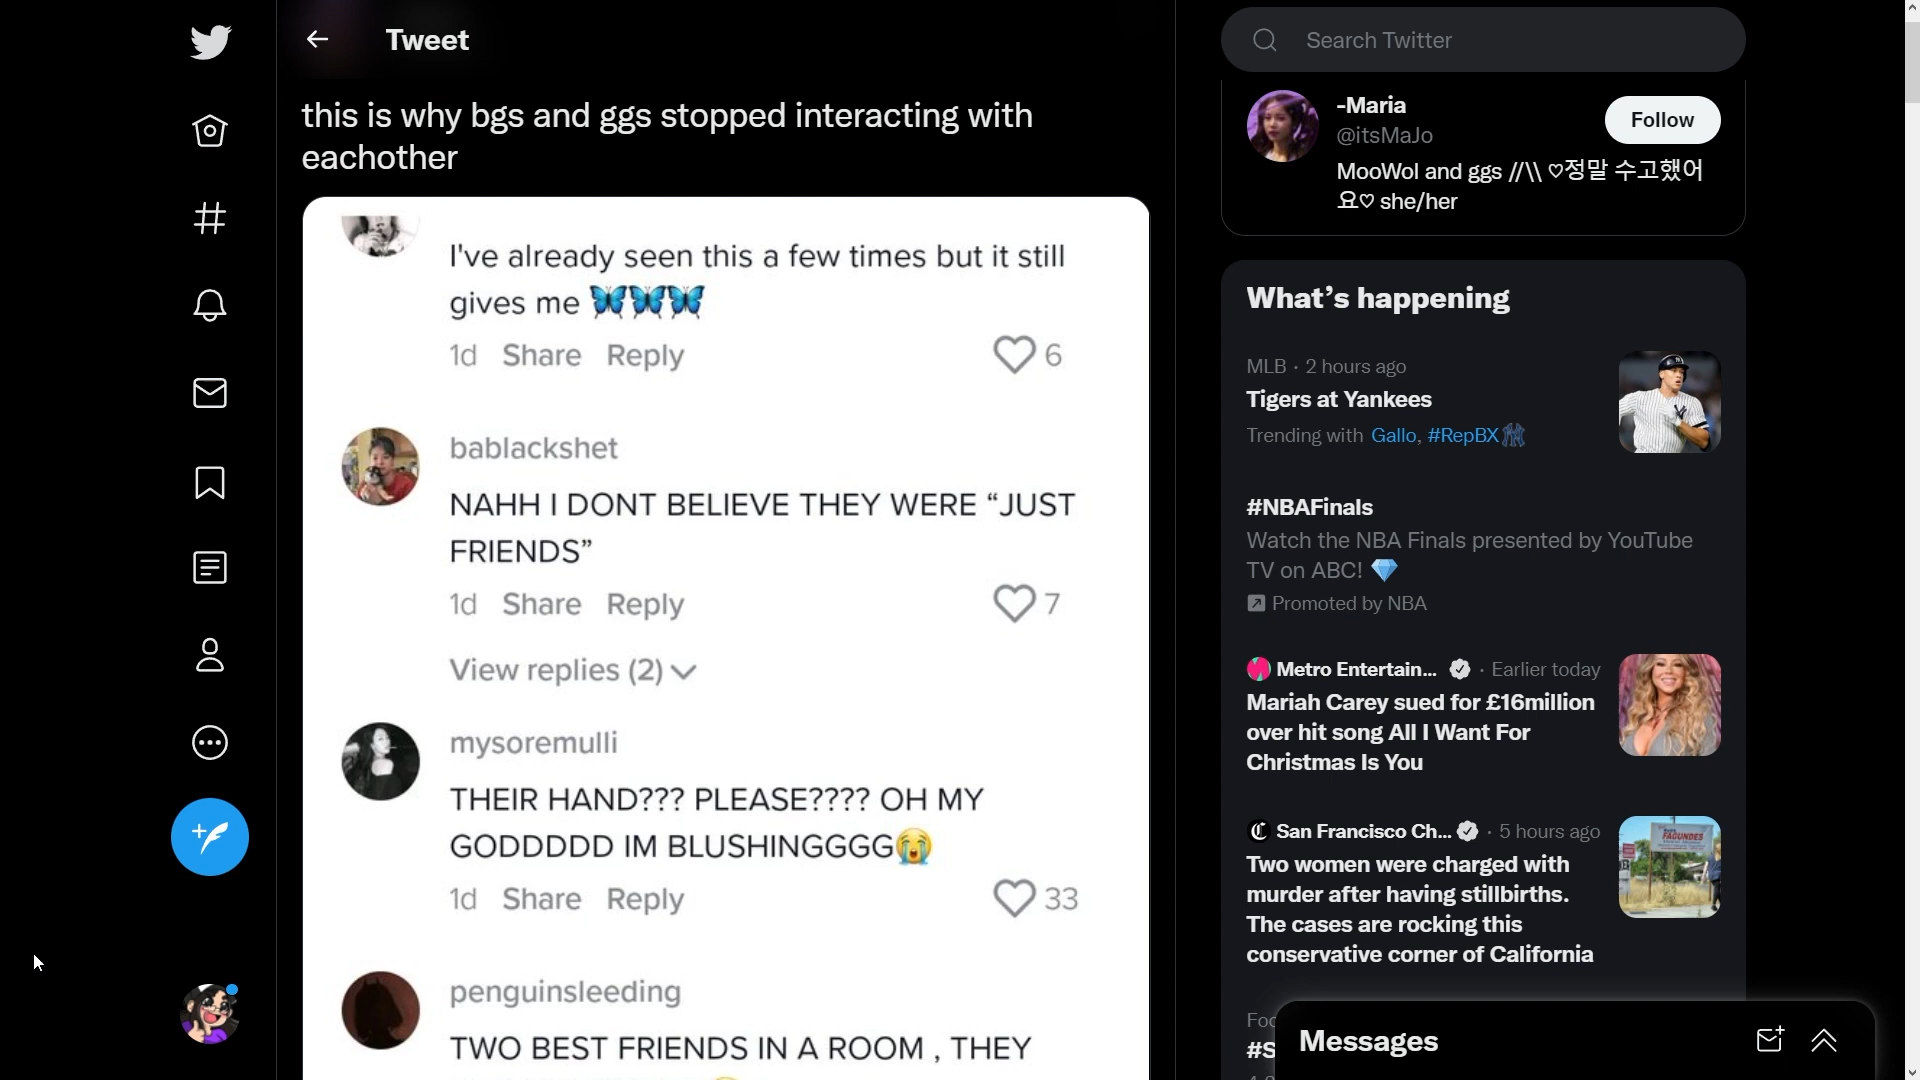 Tweet
this is why bgs and ggs stopped interacting with
eachother
I've already seen this a few times but it still
gives me 🦋🦋🦋
1d Share Reply 6
bablackshet
NAHH I DONT BELIEVE THEY WERE “JUST
FRIENDS”
1d Share Reply 7
View replies (2)
mysoremulli
THEIR HAND??? PLEASE???? OH MY
GODDDDD IM BLUSHINGGGG😭
1d Share Reply 33
penguinsleeding
TWO BEST FRIENDS IN A ROOM , THEY
Search Twitter
-Maria
@itsMaJo
Follow
MooWol and ggs //\\ ♡정말 수고했어
요♡ she/her
What’s happening
MLB · 2 hours ago
Tigers at Yankees
Trending with Gallo, #RepBX
#NBAFinals
Watch the NBA Finals presented by YouTube
TV on ABC! 💎
Promoted by NBA
Metro Entertain... · Earlier today
Mariah Carey sued for £16million
over hit song All I Want For
Christmas Is You
San Francisco Ch... · 5 hours ago
Two women were charged with
murder after having stillbirths.
The cases are rocking this
conservative corner of California
FAGUNDES
Messages